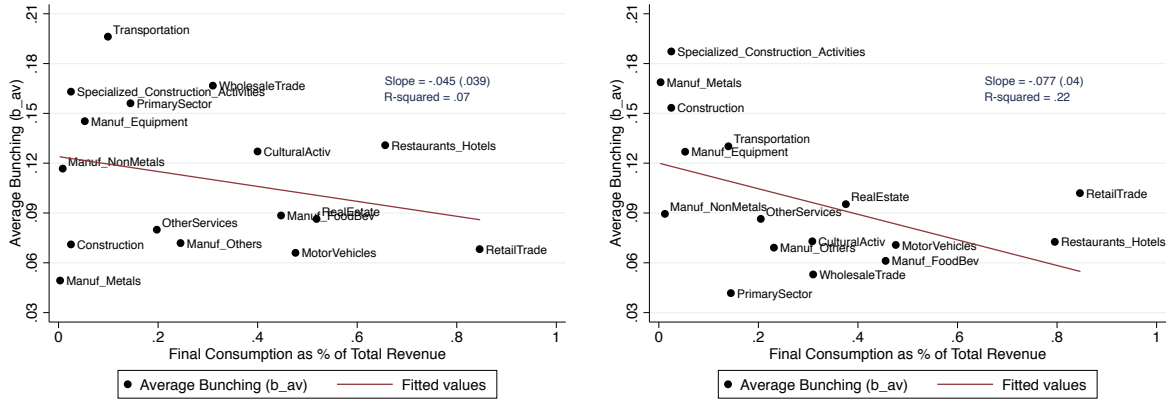 .21
.18
.15
.12
.09
.06
.03
Average Bunching (b_av)
Transportation
WholesaleTrade
Specialized_Construction_Activities
PrimarySector
Manuf_Equipment
CulturalActiv
Restaurants_Hotels
Manuf_NonMetals
RealEstate
Manuf_FoodBev
OtherServices
Construction
Manuf_Others
MotorVehicles
RetailTrade
Manuf_Metals
Slope = -.045 (.039)
R-squared = .07
0 .2 .4 .6 .8 1
Final Consumption as % of Total Revenue
Average Bunching (b_av) Fitted values
.21
.18
.15
.12
.09
.06
.03
Average Bunching (b_av)
Specialized_Construction_Activities
Manuf_Metals
Construction
Transportation
Manuf_Equipment
RetailTrade
RealEstate
Manuf_NonMetals
OtherServices
CulturalActiv
Manuf_Others
MotorVehicles
Restaurants_Hotels
Manuf_FoodBev
WholesaleTrade
PrimarySector
Slope = -.077 (.04)
R-squared = .22
0 .2 .4 .6 .8 1
Final Consumption as % of Total Revenue
Average Bunching (b_av) Fitted values